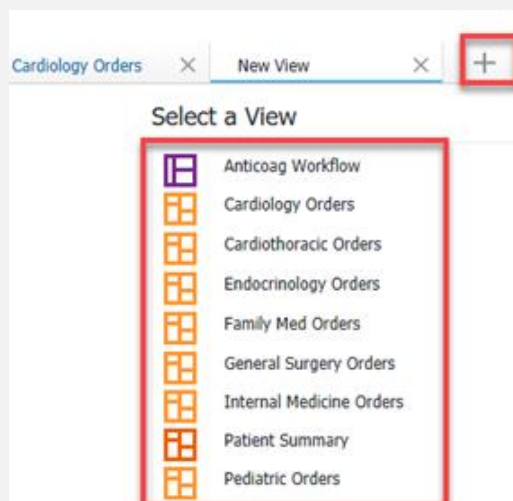 Cardiology Orders × New View × +
Select a View
Anticoag Workflow
Cardiology Orders
Cardiothoracic Orders
Endocrinology Orders
Family Med Orders
General Surgery Orders
Internal Medicine Orders
Patient Summary
Pediatric Orders